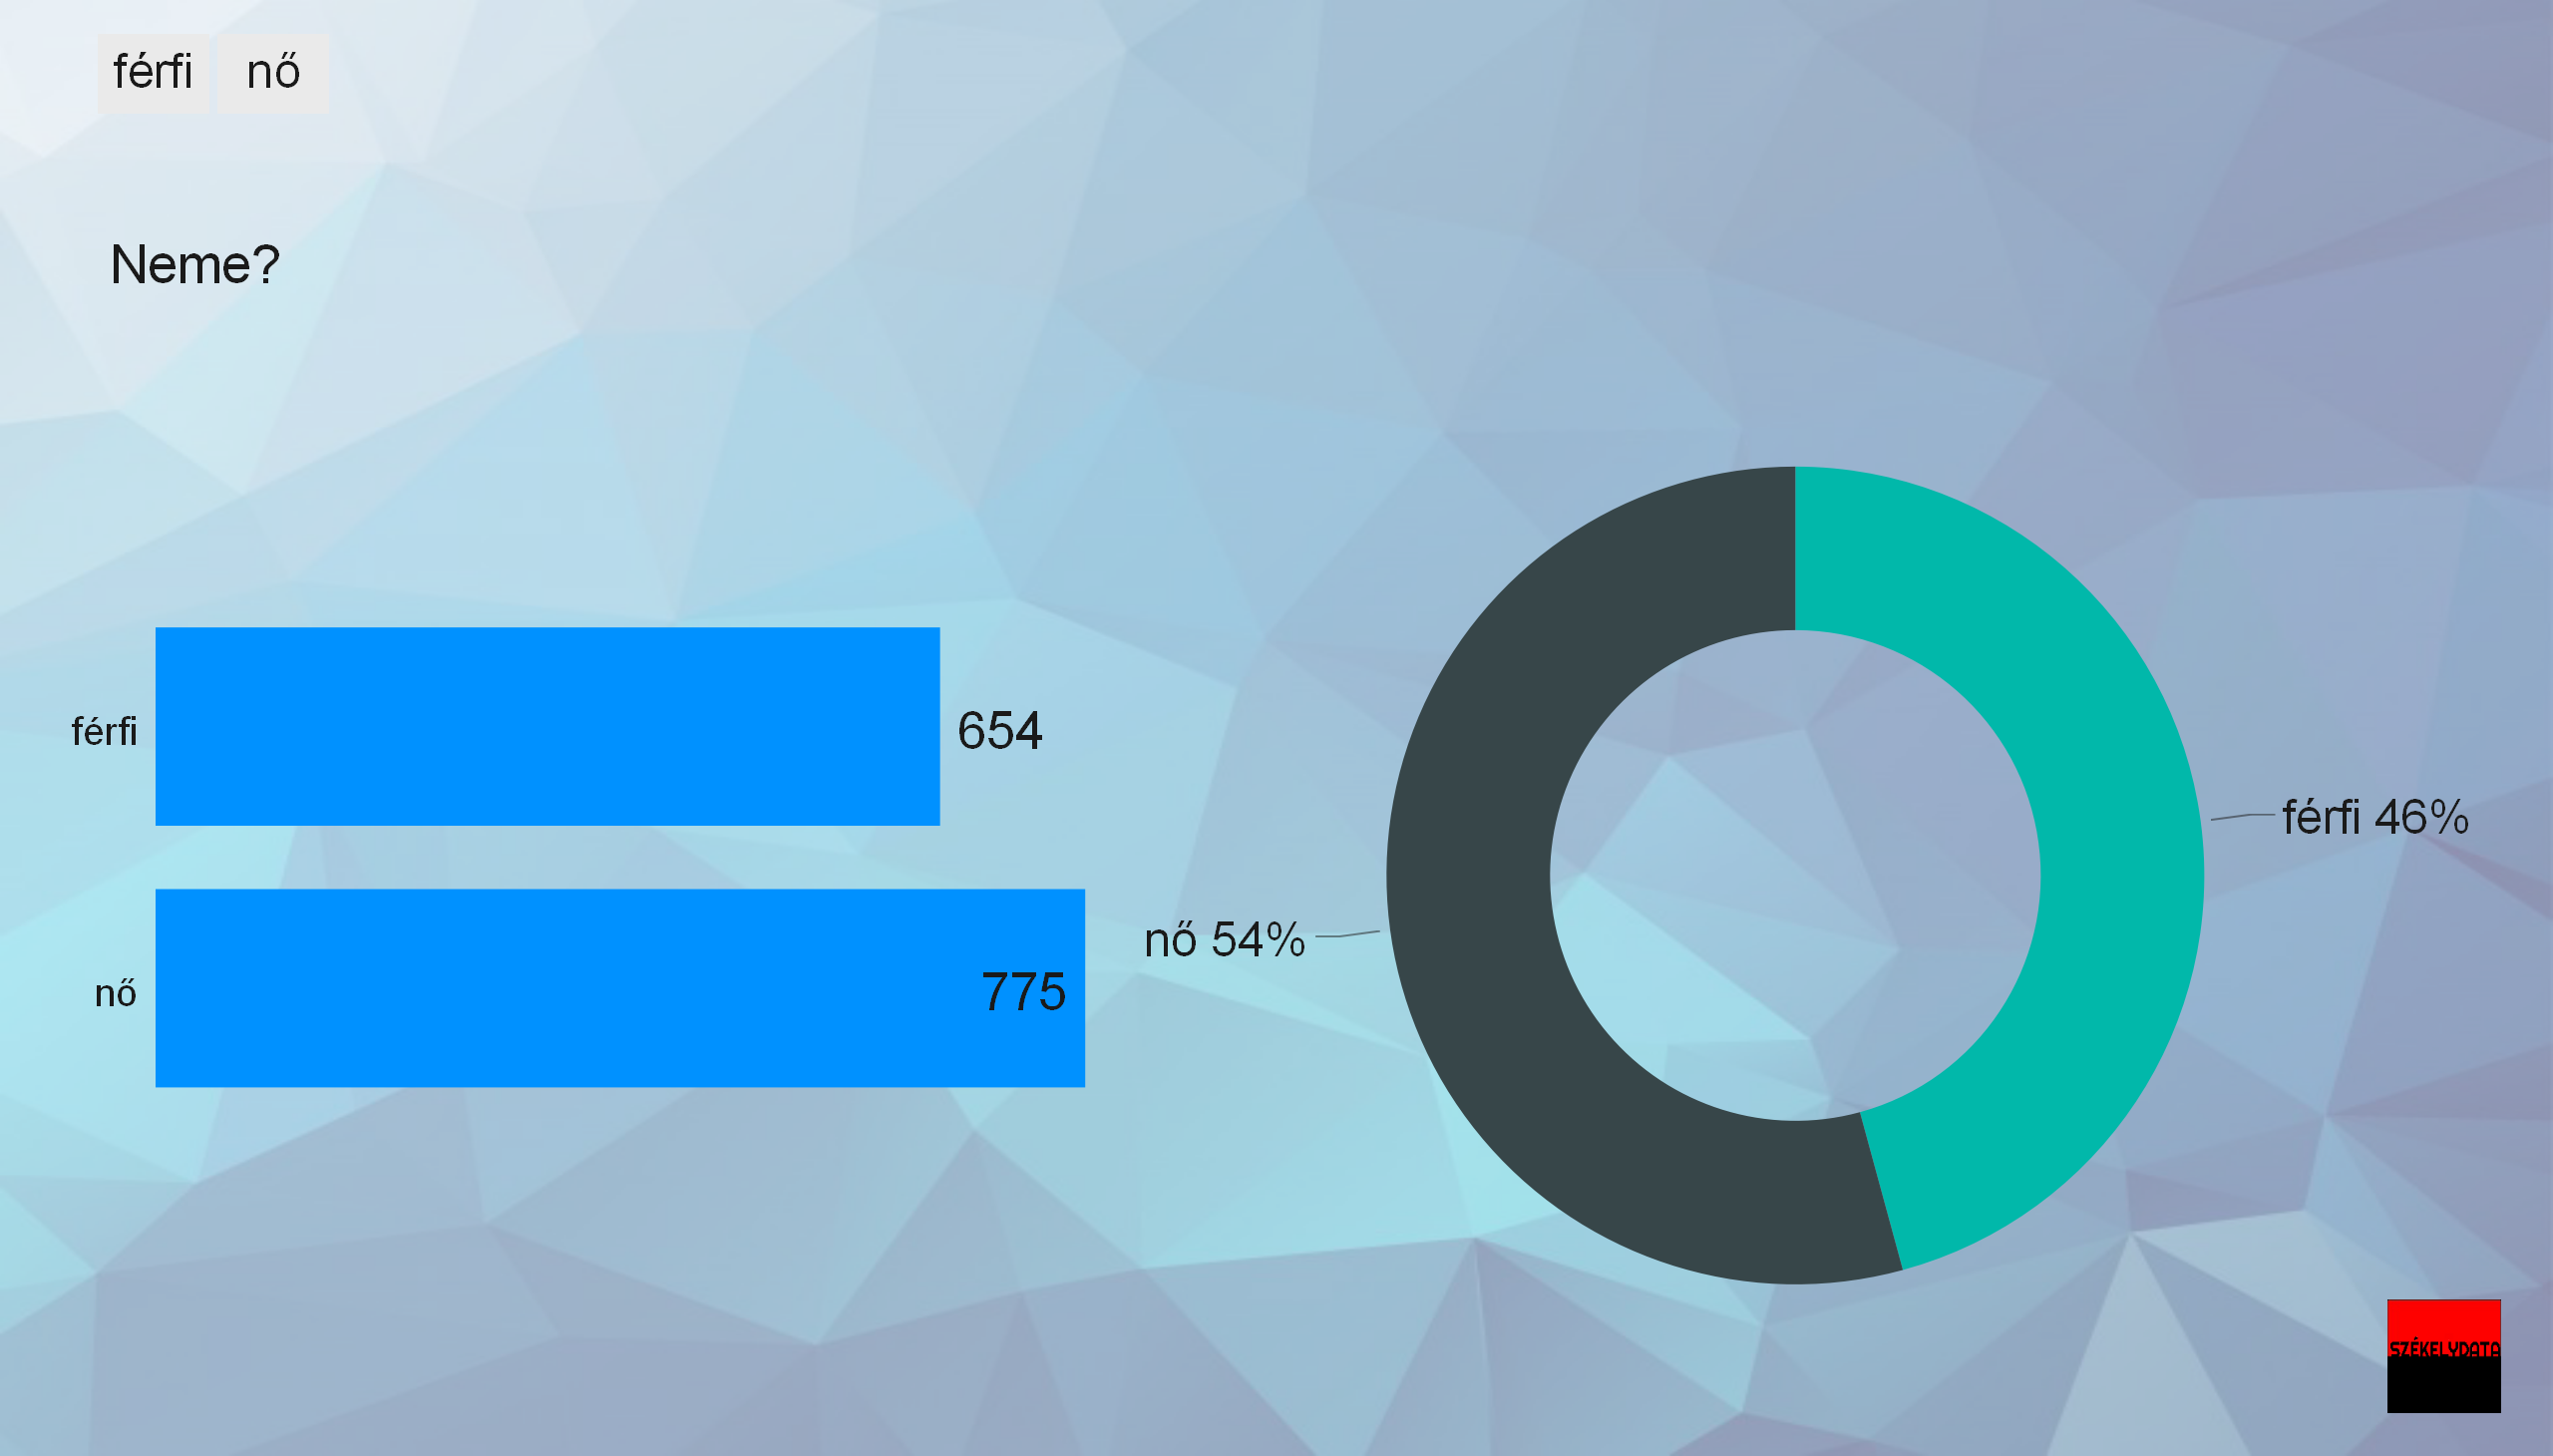 férfi nő
Neme?
férfi 654
nő 775
férfi 46%
nő 54%
SZÉKELYDATA